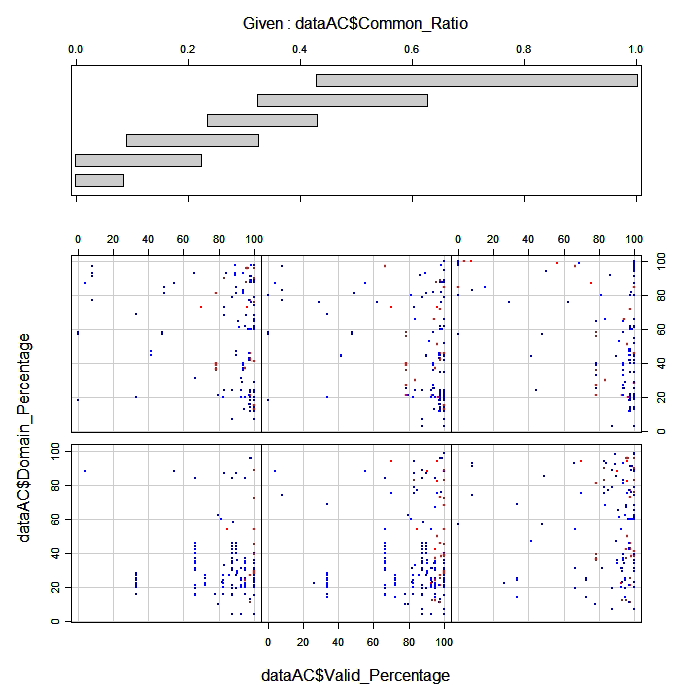 Given : dataAC$Common_Ratio
0.0 0.2 0.4 0.6 0.8 1.0
0 20 40 60 80 100 0 20 40 60 80 100
0 20 40 60 80 100
0 20 40 60 80 100
dataAC$Domain_Percentage
0 20 40 60 80 100
dataAC$Valid_Percentage